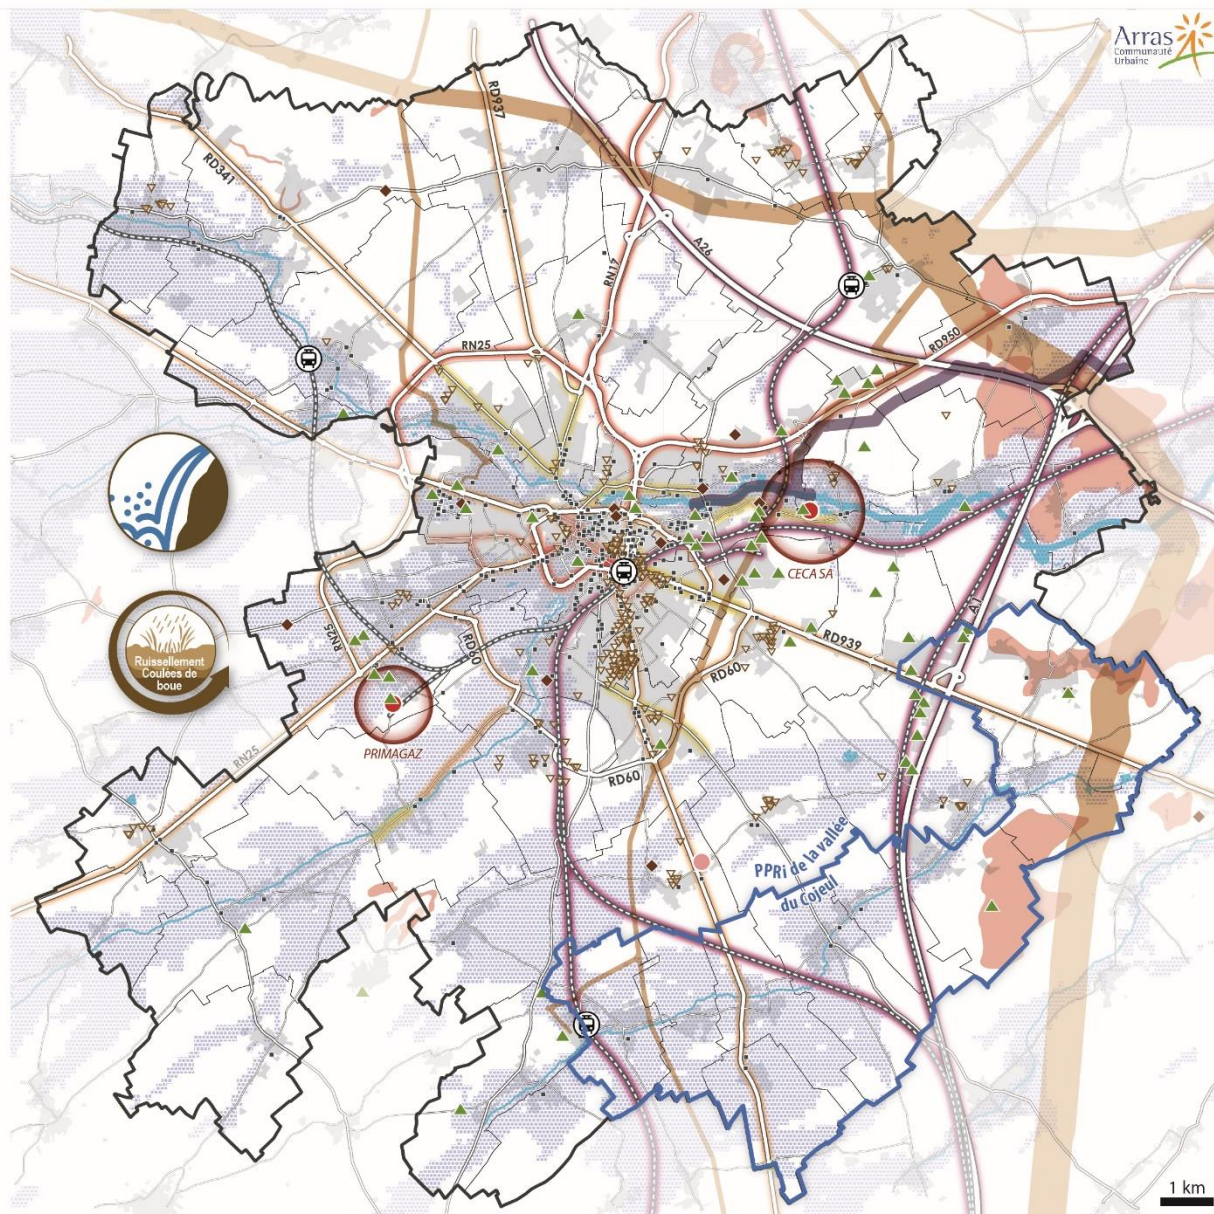 Arras
Communauté
Urbaine
RD937
RD341
RN17
A26
RN25
RD950
CECA SA
Ruissellement
Coulées de
boue
RN25
RD60
RD939
RD60
A1
PRIMAGAZ
RN25
RD60
PPRi de la vallée
du Cojeul
1 km